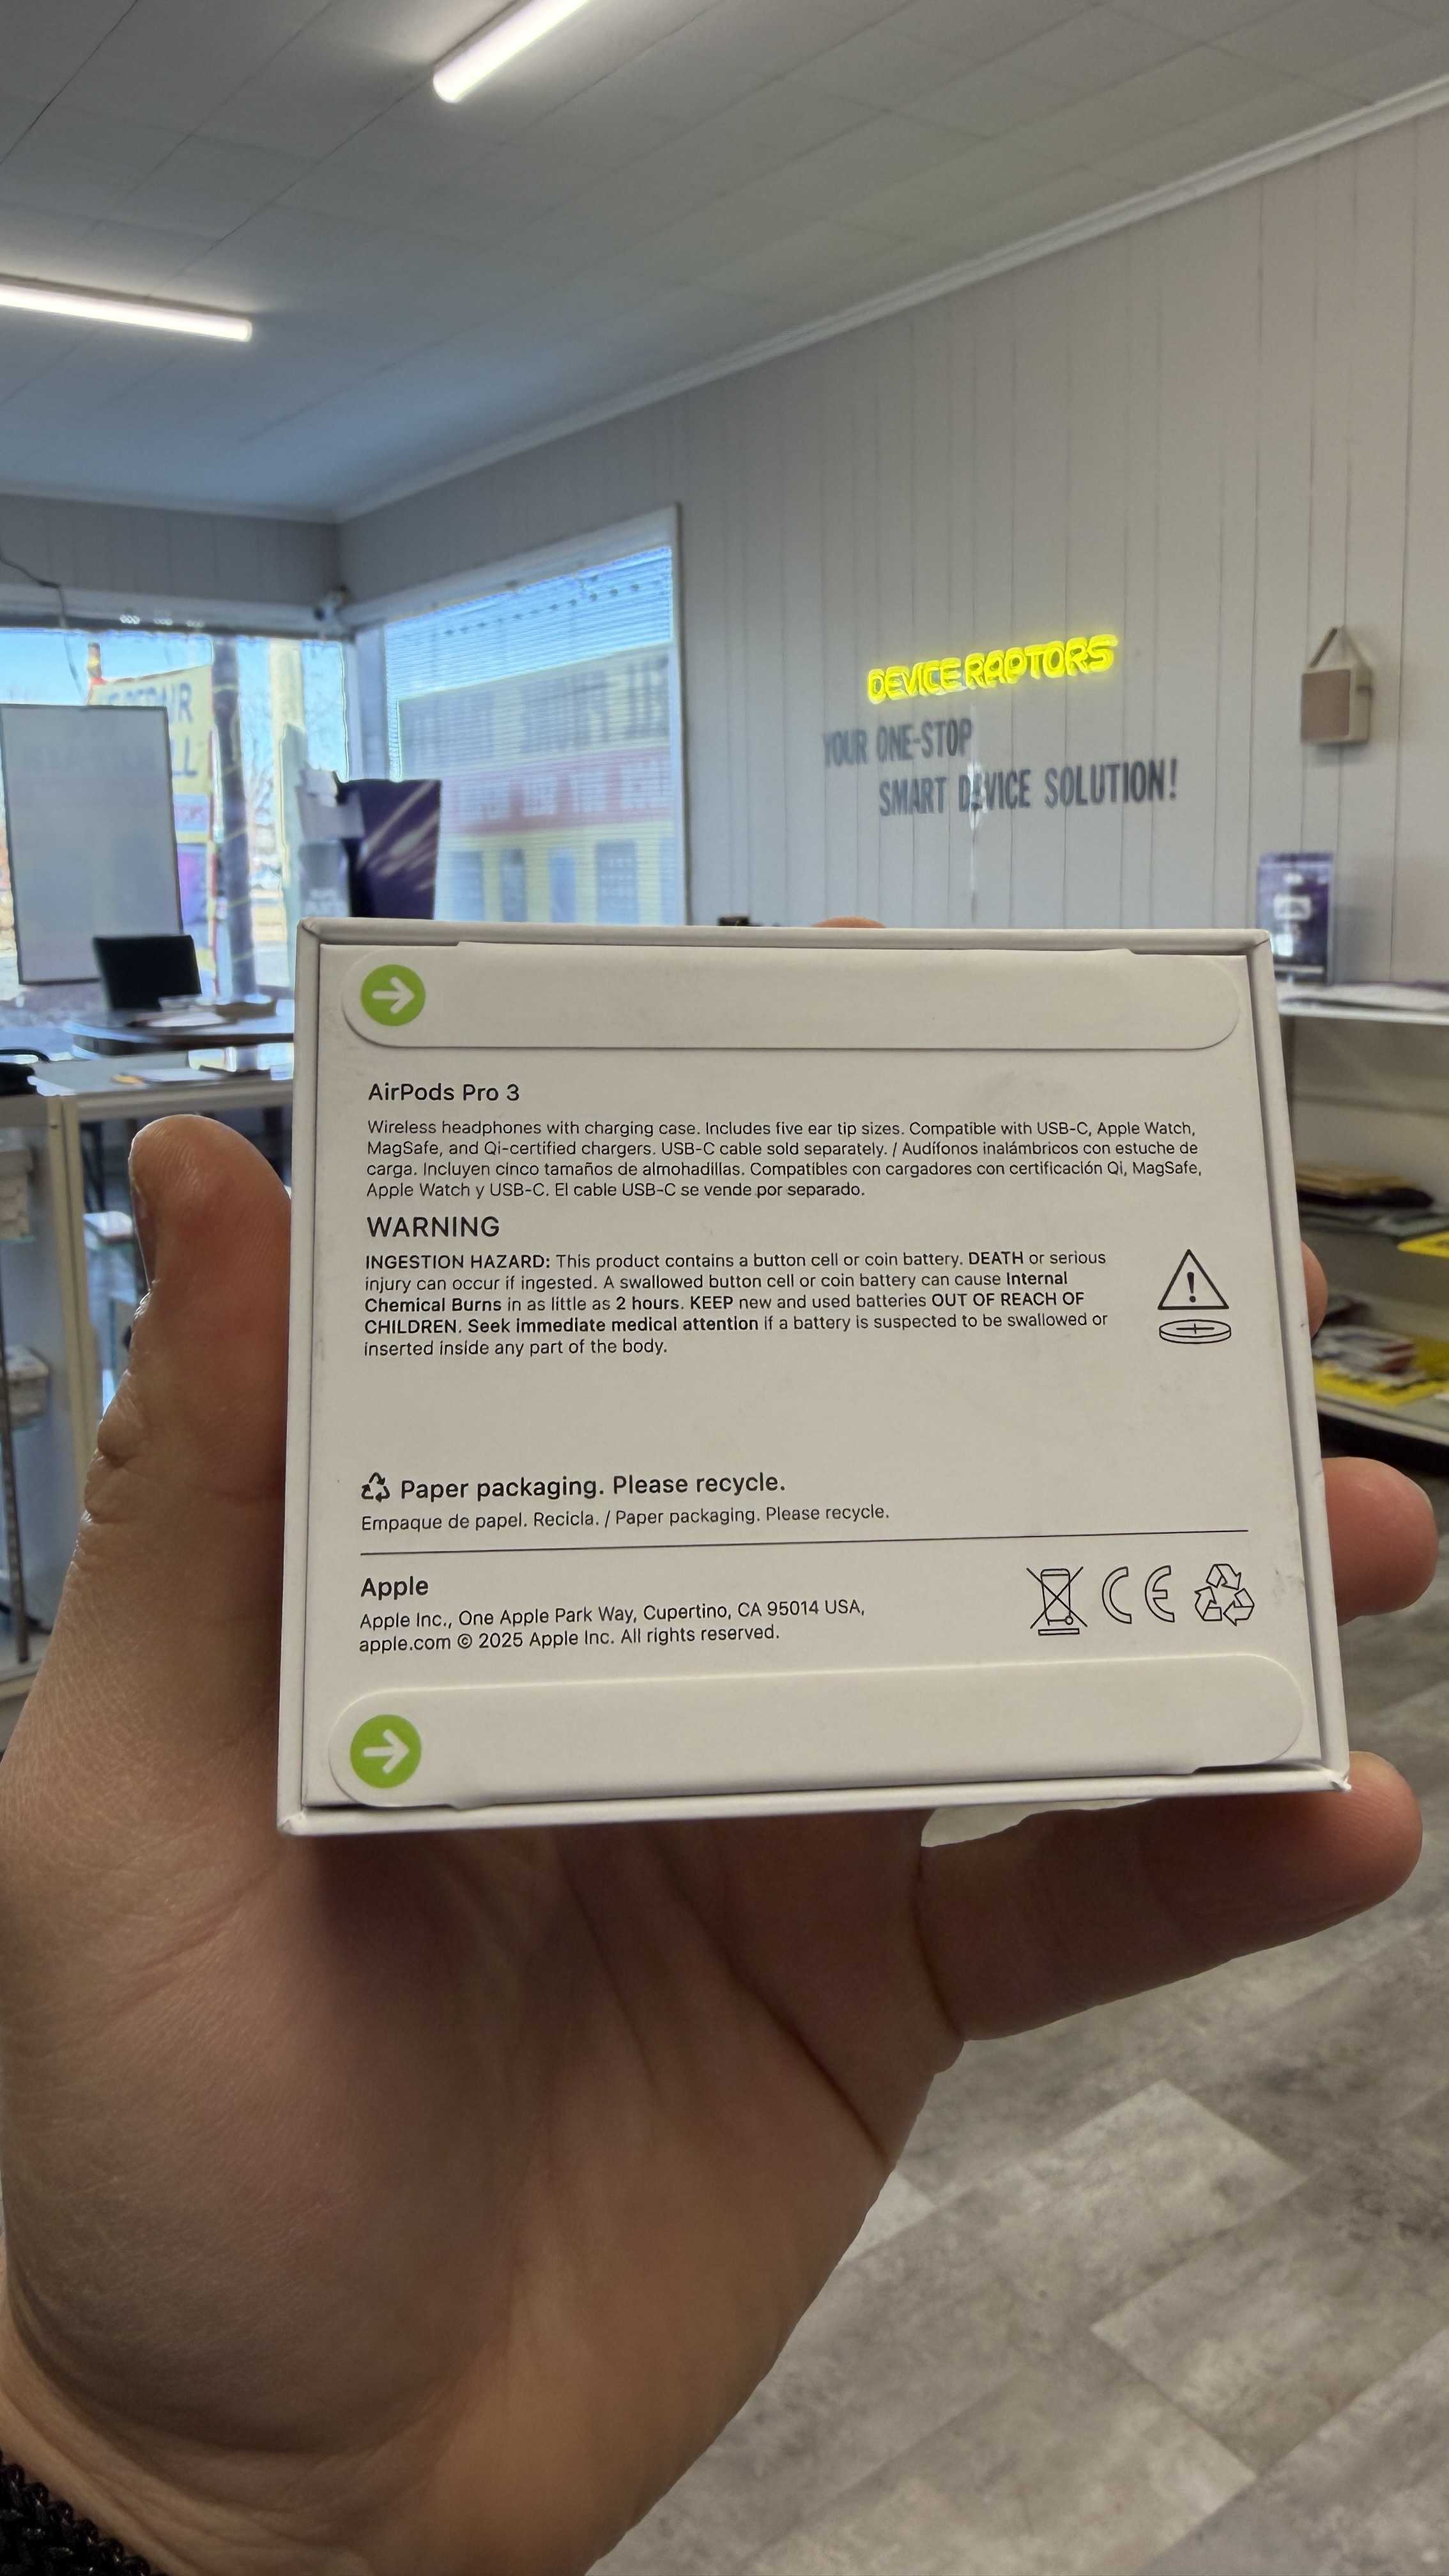 DEVICE RAPTORS
YOUR ONE-STOP
SMART DEVICE SOLUTION!
AirPods Pro 3
Wireless headphones with charging case. Includes five ear tip sizes. Compatible with USB-C, Apple Watch,
MagSafe, and Qi-certified chargers. USB-C cable sold separately. / Audífonos inalámbricos con estuche de
carga. Incluyen cinco tamaños de almohadillas. Compatibles con cargadores con certificación Qi, MagSafe,
Apple Watch y USB-C. El cable USB-C se vende por separado.
WARNING
INGESTION HAZARD: This product contains a button cell or coin battery. DEATH or serious
injury can occur if ingested. A swallowed button cell or coin battery can cause Internal
Chemical Burns in as little as 2 hours. KEEP new and used batteries OUT OF REACH OF
CHILDREN. Seek immediate medical attention if a battery is suspected to be swallowed or
inserted inside any part of the body.
Paper packaging. Please recycle.
Empaque de papel. Recicla. / Paper packaging. Please recycle.
Apple
Apple Inc., One Apple Park Way, Cupertino, CA 95014 USA,
apple.com © 2025 Apple Inc. All rights reserved.
CE